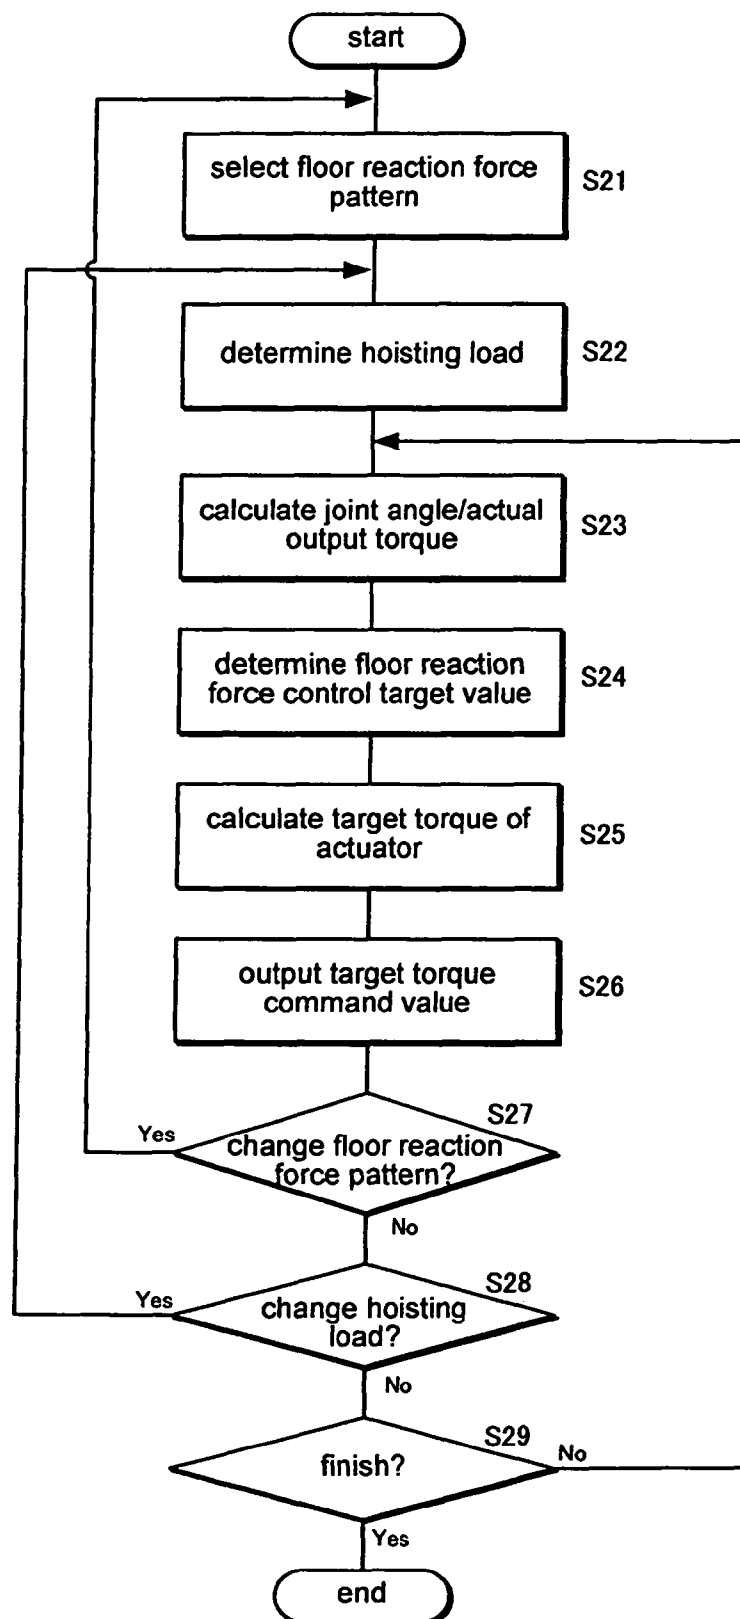 start
select floor reaction force
pattern
S21
determine hoisting load
S22
calculate joint angle/actual
output torque
S23
determine floor reaction
force control target value
S24
calculate target torque of
actuator
S25
output target torque
command value
S26
S27
Yes
change floor reaction
force pattern?
No
S28
Yes
change hoisting
load?
No
S29
finish?
No
Yes
end